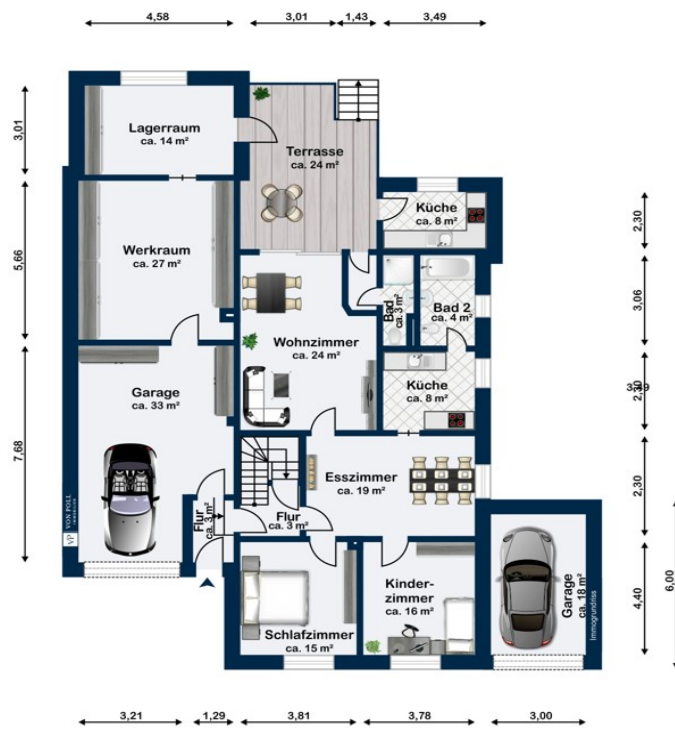 4,58
3,01
1,43
3,49
3,01
5,66
7,68
Lagerraum
ca. 14 m²
Terrasse
ca. 24 m²
Küche
ca. 8 m²
Werkraum
ca. 27 m²
Wohnzimmer
ca. 24 m²
Bad
ca. 3 m²
Bad 2
ca. 4 m²
Küche
ca. 8 m²
Garage
ca. 33 m²
Esszimmer
ca. 19 m²
Flur
ca. 3 m²
Flur
ca. 3 m²
Schlafzimmer
ca. 15 m²
Kinder-
zimmer
ca. 16 m²
Garage
ca. 18 m²
Immogrundriss
VP
VON POLL
IMMOBILIEN
2,30
3,06
2,30
4,40
6,00
3,21
1,29
3,81
3,78
3,00